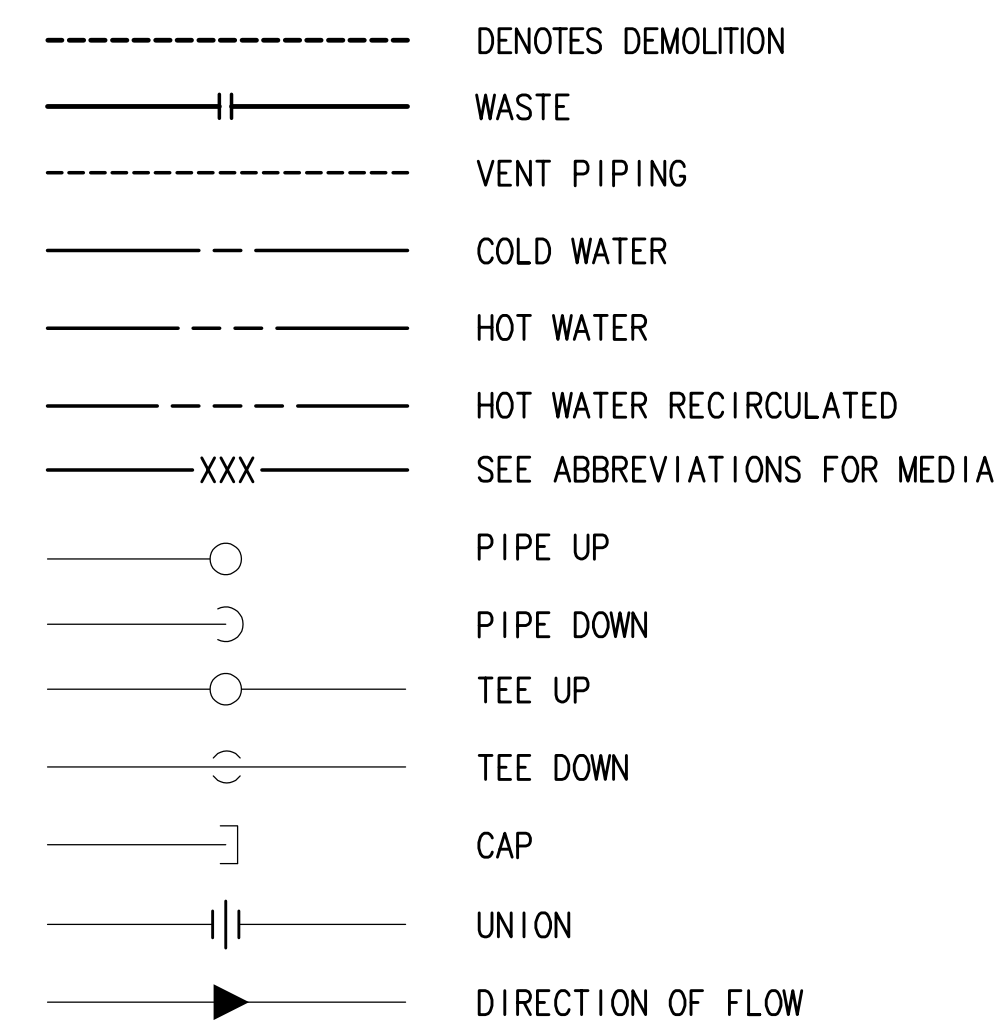 DENOTES DEMOLITION
WASTE
VENT PIPING
COLD WATER
HOT WATER
HOT WATER RECIRCULATED
XXX SEE ABBREVIATIONS FOR MEDIA
PIPE UP
PIPE DOWN
TEE UP
TEE DOWN
CAP
UNION
DIRECTION OF FLOW